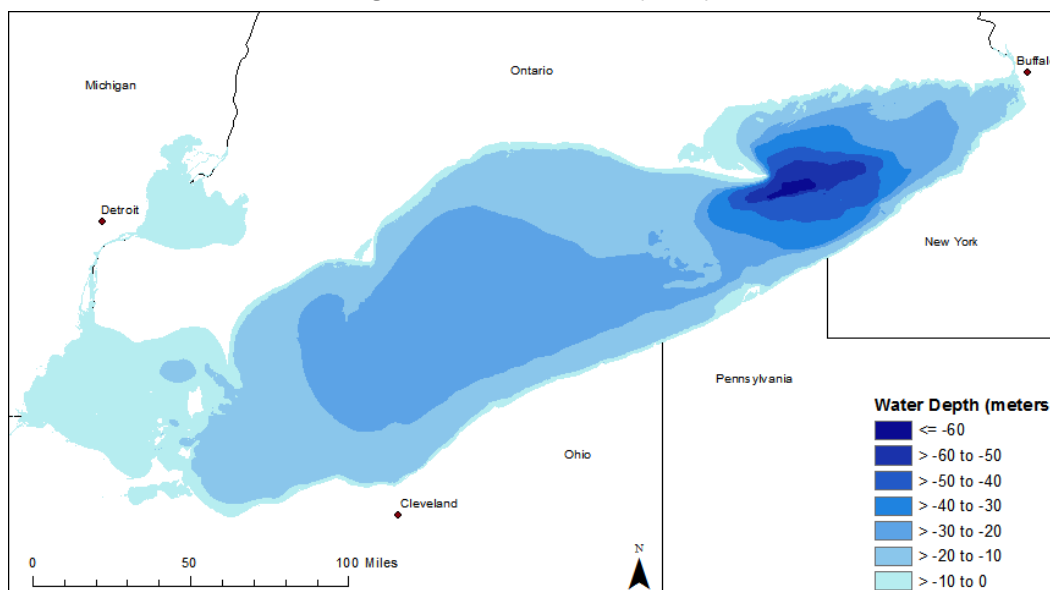 Ontario
Buffalo
Michigan
Detroit
New York
Pennsylvania
Water Depth (meters
<= -60
> -60 to -50
> -50 to -40
> -40 to -30
> -30 to -20
> -20 to -10
> -10 to 0
Ohio
Cleveland
0 50 100 Miles
N